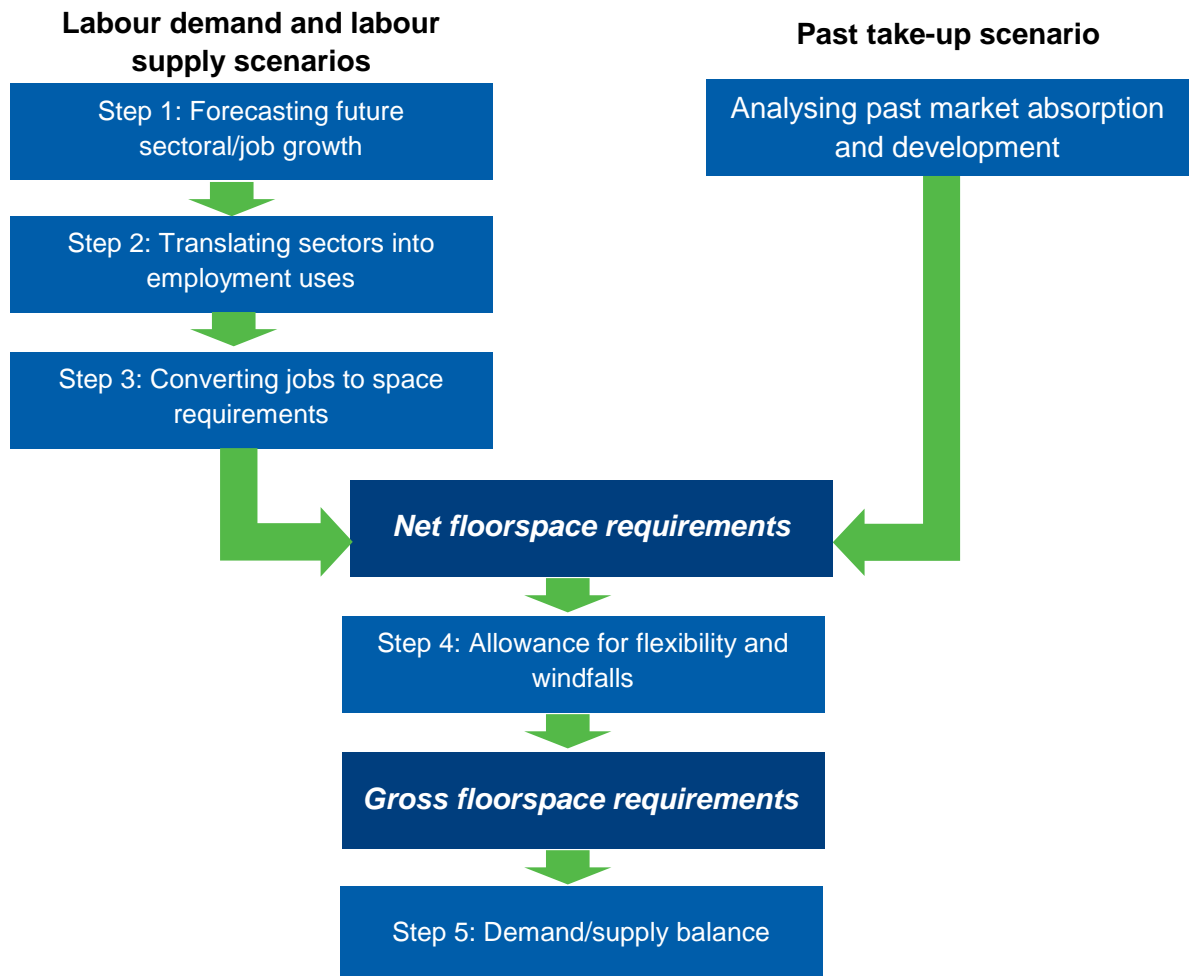 Labour demand and labour
supply scenarios
Past take-up scenario
Step 1: Forecasting future
sectoral/job growth
Analysing past market absorption
and development
Step 2: Translating sectors into
employment uses
Step 3: Converting jobs to space
requirements
Net floorspace requirements
Step 4: Allowance for flexibility and
windfalls
Gross floorspace requirements
Step 5: Demand/supply balance